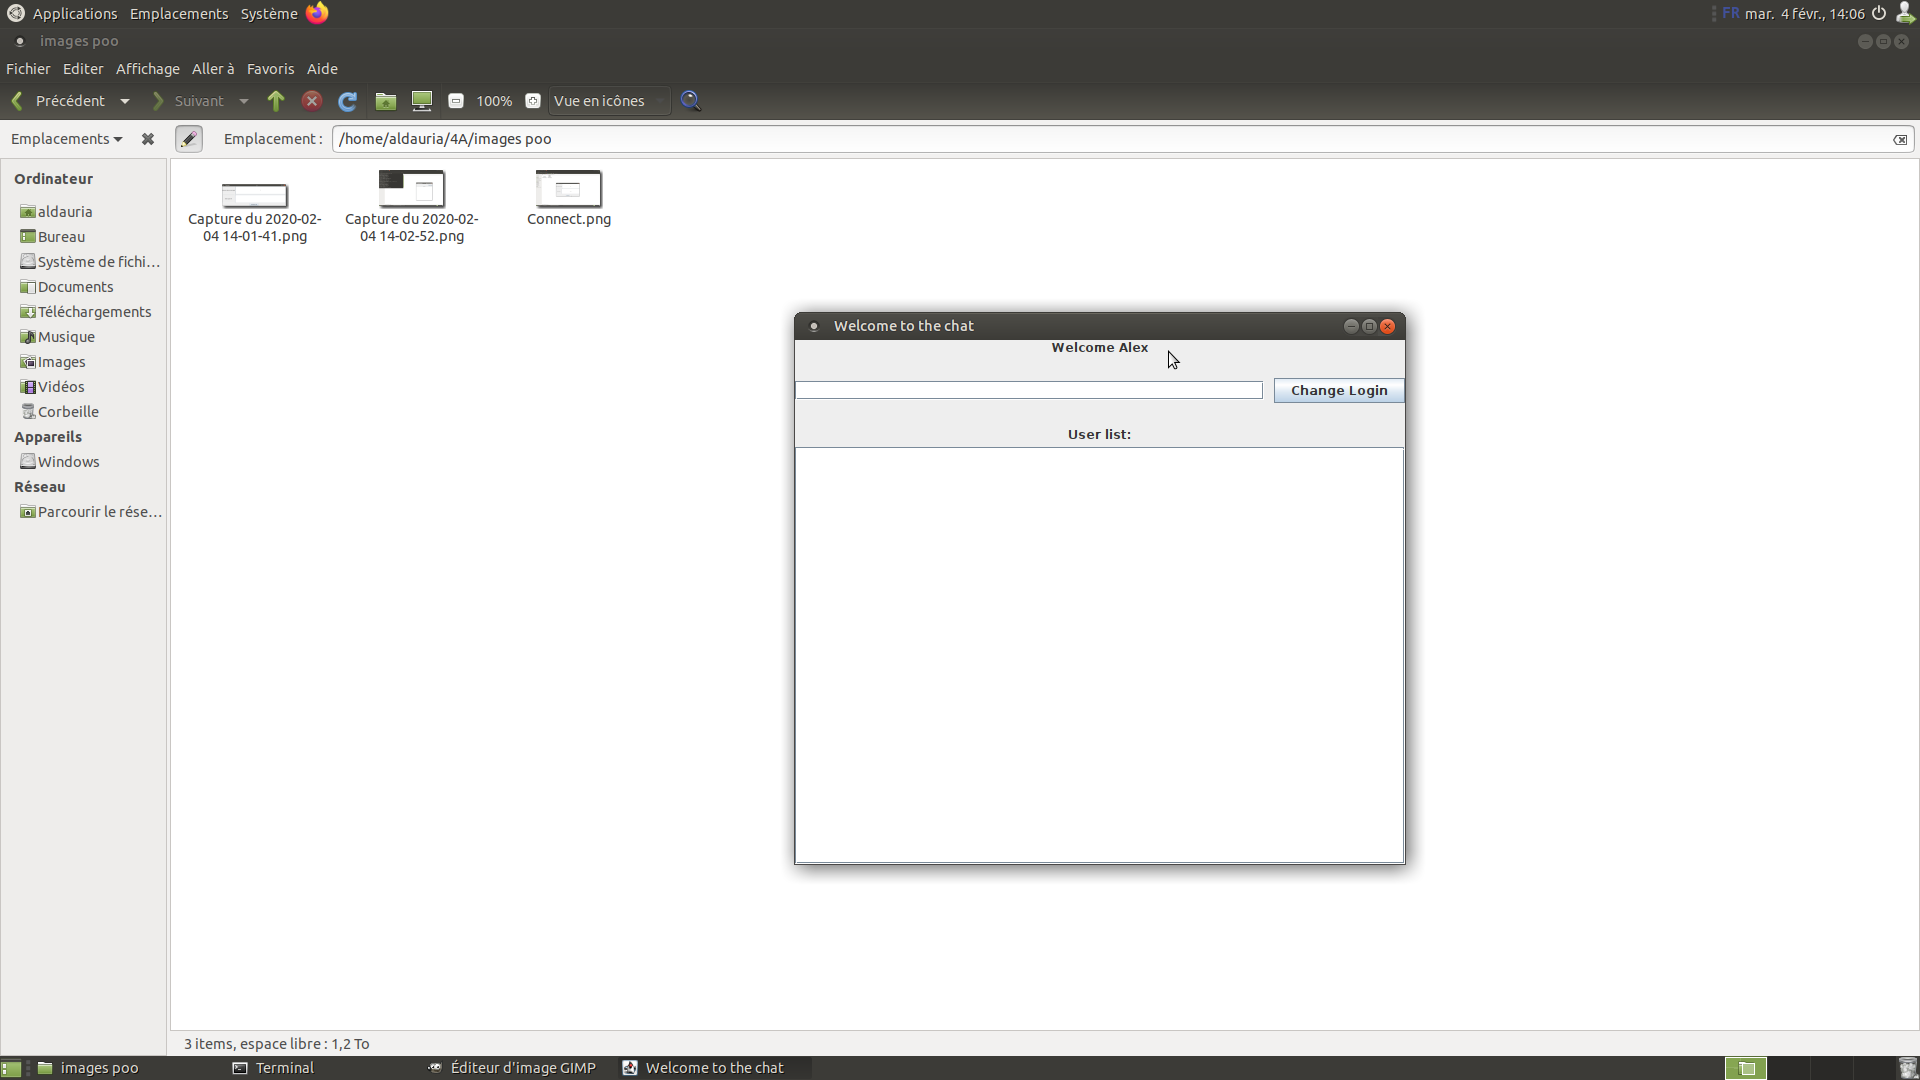 Applications Emplacements Système FR mar. 4 févr., 14:06
images poo
Fichier Editer Affichage Aller à Favoris Aide
Précédent Suivant 100% Vue en icônes
Emplacements Emplacement : /home/aldauria/4A/images poo
Ordinateur
aldauria
Bureau
Système de fichi...
Documents
Téléchargements
Musique
Images
Vidéos
Corbeille
Appareils
Windows
Réseau
Parcourir le rése...
Capture du 2020-02-
04 14-01-41.png
Capture du 2020-02-
04 14-02-52.png
Connect.png
Welcome to the chat
Welcome Alex
Change Login
User list:
3 items, espace libre : 1,2 To
images poo Terminal Éditeur d'image GIMP Welcome to the chat